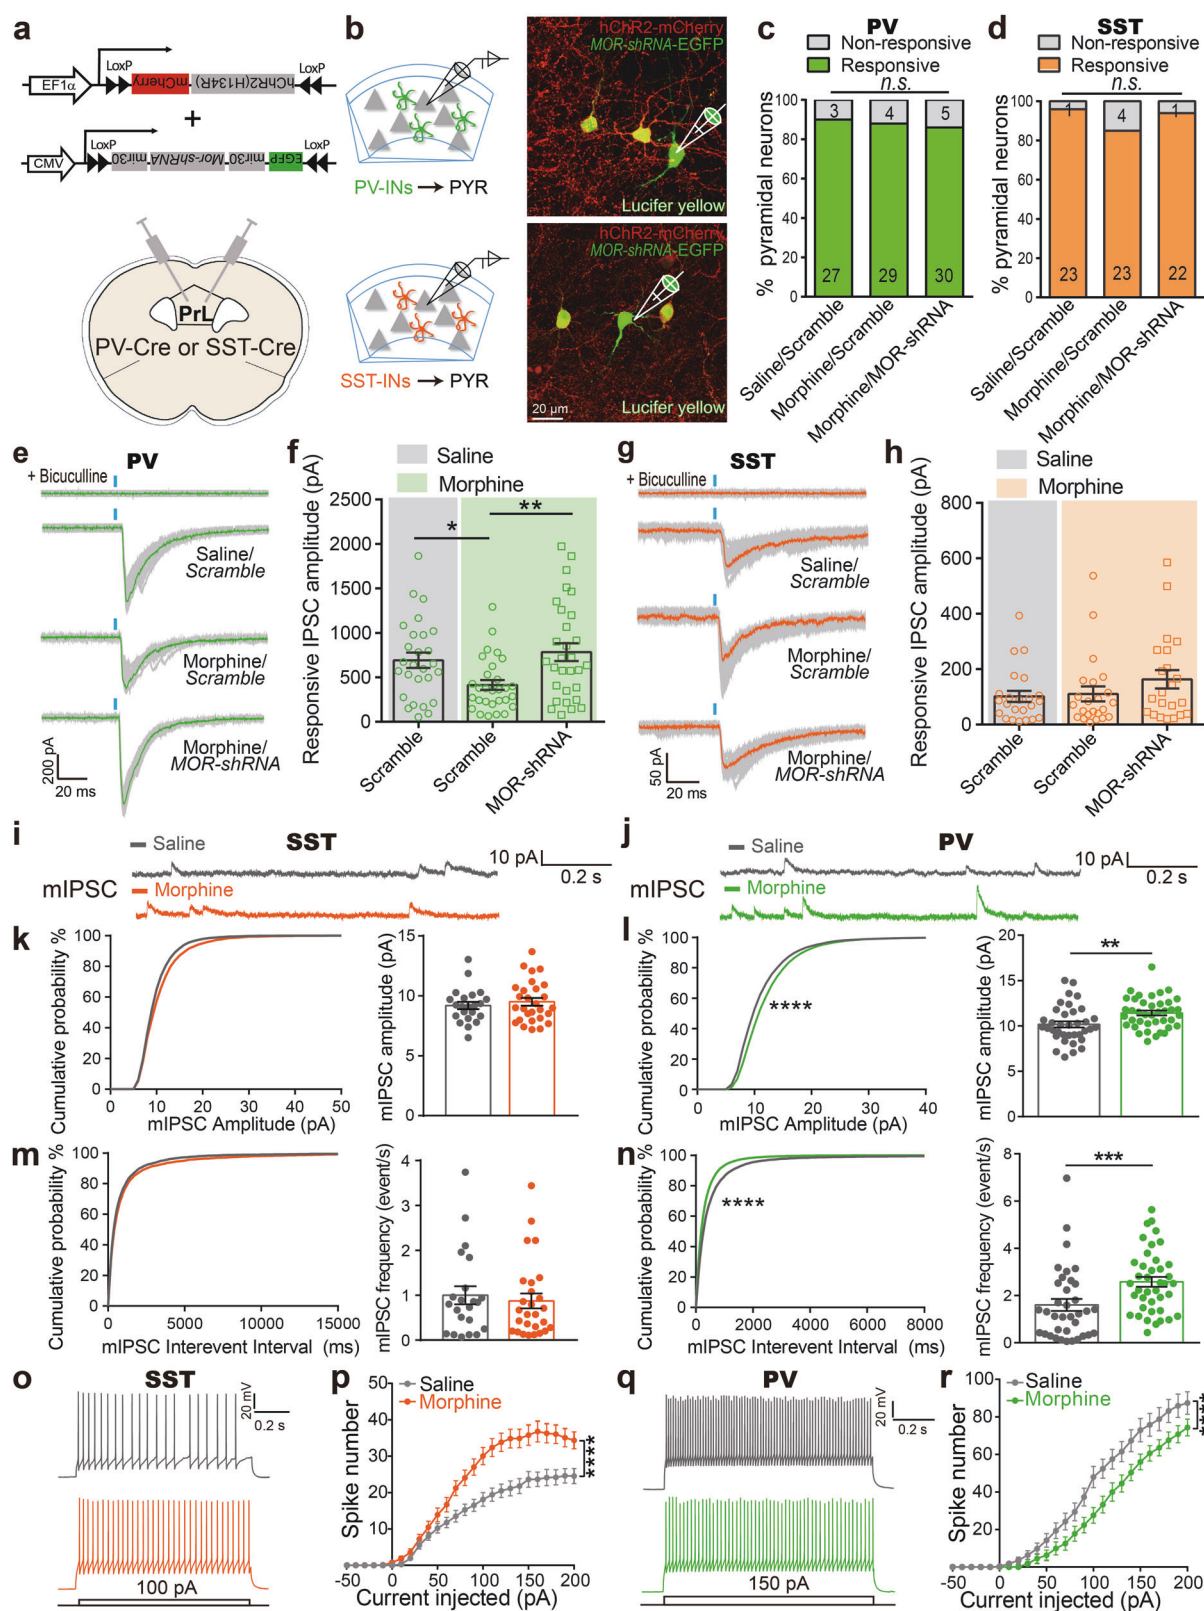 a
EF1α
LoxP
mCherry
hChR2(H134R)
LoxP
+
CMV
LoxP
mir30
Mor-shRNA
mir30
EGFP
LoxP
PrL
PV-Cre or SST-Cre
b
PV-INs → PYR
hChR2-mCherry
MOR-shRNA-EGFP
Lucifer yellow
SST-INs → PYR
hChR2-mCherry
MOR-shRNA-EGFP
20 µm
Lucifer yellow
c
PV
Non-responsive
Responsive
n.s.
% pyramidal neurons
100
80
60
40
20
0
3
4
5
27
29
30
Saline/Scramble
Morphine/Scramble
Morphine/MOR-shRNA
d
SST
Non-responsive
Responsive
n.s.
% pyramidal neurons
100
80
60
40
20
0
1
4
1
23
23
22
Saline/Scramble
Morphine/Scramble
Morphine/MOR-shRNA
e
PV
+ Bicuculline
Saline/
Scramble
Morphine/
Scramble
Morphine/
MOR-shRNA
200 pA
20 ms
f
Saline
Morphine
Responsive IPSC amplitude (pA)
2500
2000
1500
1000
500
0
*
**
Scramble
Scramble
MOR-shRNA
g
SST
+ Bicuculline
Saline/
Scramble
Morphine/
Scramble
Morphine/
MOR-shRNA
50 pA
20 ms
h
Saline
Morphine
Responsive IPSC amplitude (pA)
800
600
400
200
0
Scramble
Scramble
MOR-shRNA
i
SST
Saline
10 pA
0.2 s
mIPSC
Morphine
j
PV
Saline
10 pA
0.2 s
mIPSC
Morphine
k
Cumulative probability %
100
80
60
40
20
0
0 10 20 30 40 50
mIPSC Amplitude (pA)
mIPSC amplitude (pA)
15
10
5
0
l
Cumulative probability %
100
80
60
40
20
0
****
0 10 20 30 40
mIPSC Amplitude (pA)
mIPSC amplitude (pA)
20
15
10
5
0
**
m
Cumulative probability %
100
80
60
40
20
0
0 5000 10000 15000
mIPSC Interevent Interval (ms)
mIPSC frequency (event/s)
4
3
2
1
0
n
Cumulative probability %
100
80
60
40
20
0
****
0 2000 4000 6000 8000
mIPSC Interevent Interval (ms)
mIPSC frequency (event/s)
8
6
4
2
0
***
o
SST
20 mV
0.2 s
100 pA
p
Saline
Morphine
Spike number
50
40
30
20
10
0
****
-50 0 50 100 150 200
Current injected (pA)
q
PV
20 mV
0.2 s
150 pA
r
Saline
Morphine
Spike number
100
80
60
40
20
0
****
-50 0 50 100 150 200
Current injected (pA)